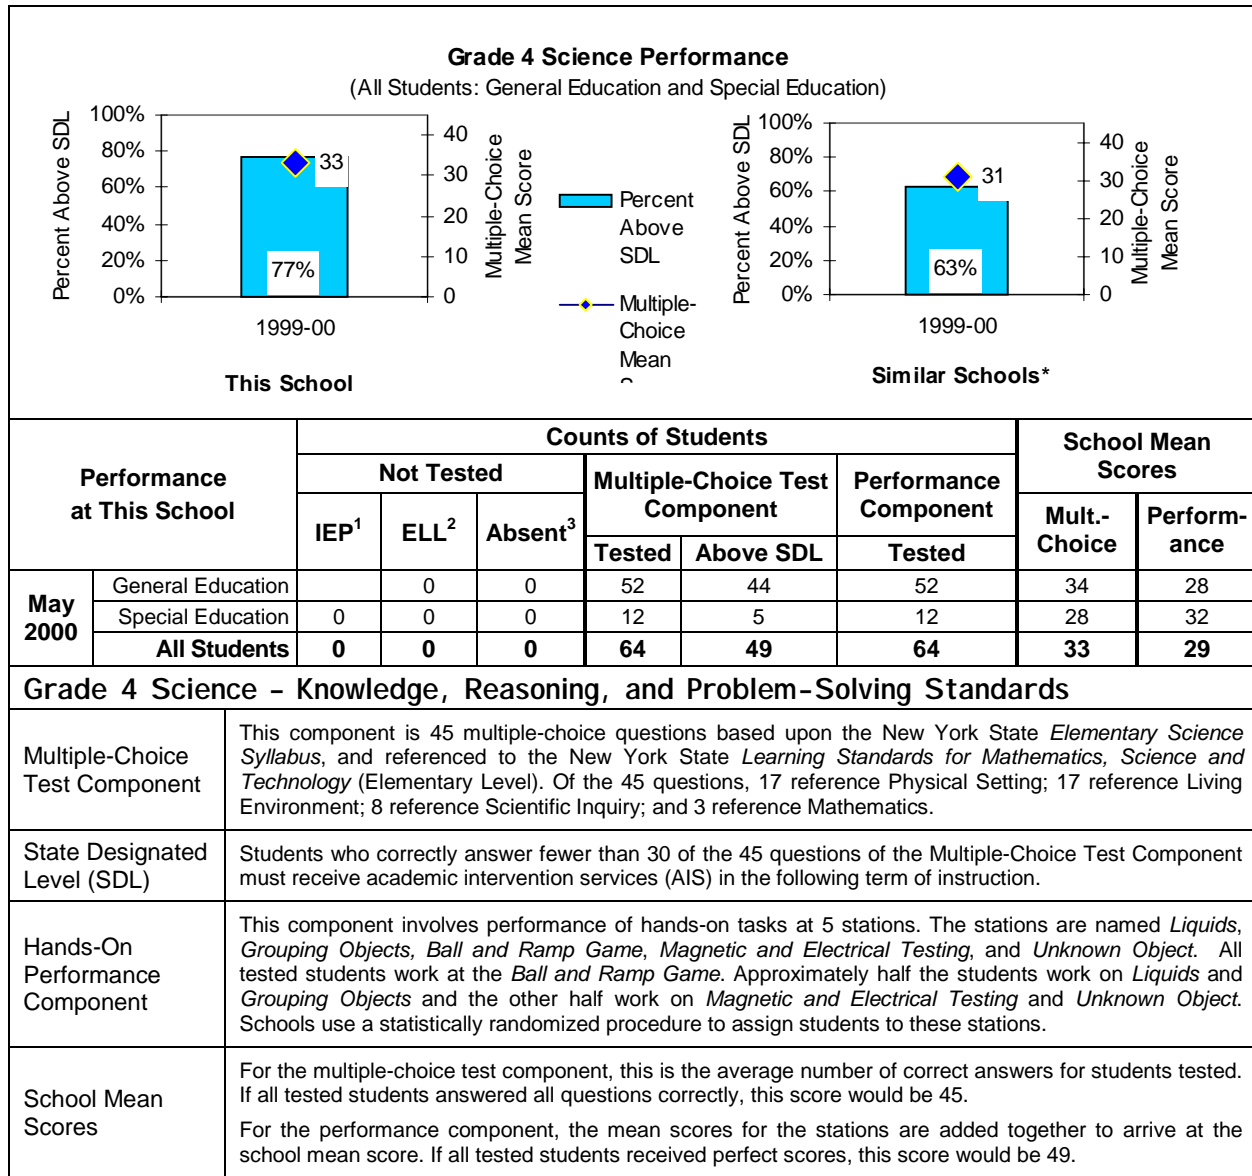 Grade 4 Science Performance
(All Students: General Education and Special Education)
Percent Above SDL
100%
80%
60%
40%
20%
0%
33
77%
1999-00
40
30
20
10
0
Multiple-Choice
Mean Score
This School
Percent
Above
SDL
Multiple-
Choice
Mean
Percent Above SDL
100%
80%
60%
40%
20%
0%
31
63%
1999-00
40
30
20
10
0
Multiple-Choice
Mean Score
Similar Schools*
Performance
at This School
Counts of Students
School Mean
Scores
Not Tested
Multiple-Choice Test
Component
Performance
Component
IEP1
ELL2
Absent3
Tested
Above SDL
Tested
Mult.-
Choice
Perform-
ance
May
2000
General Education 0 0 52 44 52 34 28
Special Education 0 0 0 12 5 12 28 32
All Students 0 0 0 64 49 64 33 29
Grade 4 Science – Knowledge, Reasoning, and Problem-Solving Standards
Multiple-Choice
Test Component
This component is 45 multiple-choice questions based upon the New York State Elementary Science
Syllabus, and referenced to the New York State Learning Standards for Mathematics, Science and
Technology (Elementary Level). Of the 45 questions, 17 reference Physical Setting; 17 reference Living
Environment; 8 reference Scientific Inquiry; and 3 reference Mathematics.
State Designated
Level (SDL)
Students who correctly answer fewer than 30 of the 45 questions of the Multiple-Choice Test Component
must receive academic intervention services (AIS) in the following term of instruction.
Hands-On
Performance
Component
This component involves performance of hands-on tasks at 5 stations. The stations are named Liquids,
Grouping Objects, Ball and Ramp Game, Magnetic and Electrical Testing, and Unknown Object. All
tested students work at the Ball and Ramp Game. Approximately half the students work on Liquids and
Grouping Objects and the other half work on Magnetic and Electrical Testing and Unknown Object.
Schools use a statistically randomized procedure to assign students to these stations.
School Mean
Scores
For the multiple-choice test component, this is the average number of correct answers for students tested.
If all tested students answered all questions correctly, this score would be 45.
For the performance component, the mean scores for the stations are added together to arrive at the
school mean score. If all tested students received perfect scores, this score would be 49.